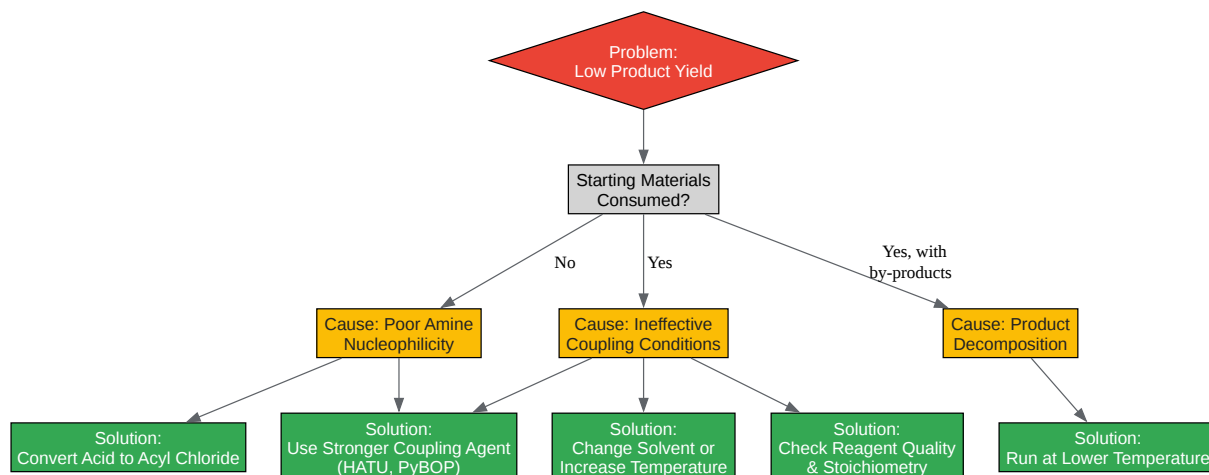 Problem:
Low Product Yield
Starting Materials
Consumed?
No
Yes
Yes, with
by-products
Cause: Poor Amine
Nucleophilicity
Cause: Ineffective
Coupling Conditions
Cause: Product
Decomposition
Solution:
Convert Acid to Acyl Chloride
Solution:
Use Stronger Coupling Agent
(HATU, PyBOP)
Solution:
Change Solvent or
Increase Temperature
Solution:
Check Reagent Quality
& Stoichiometry
Solution:
Run at Lower Temperature